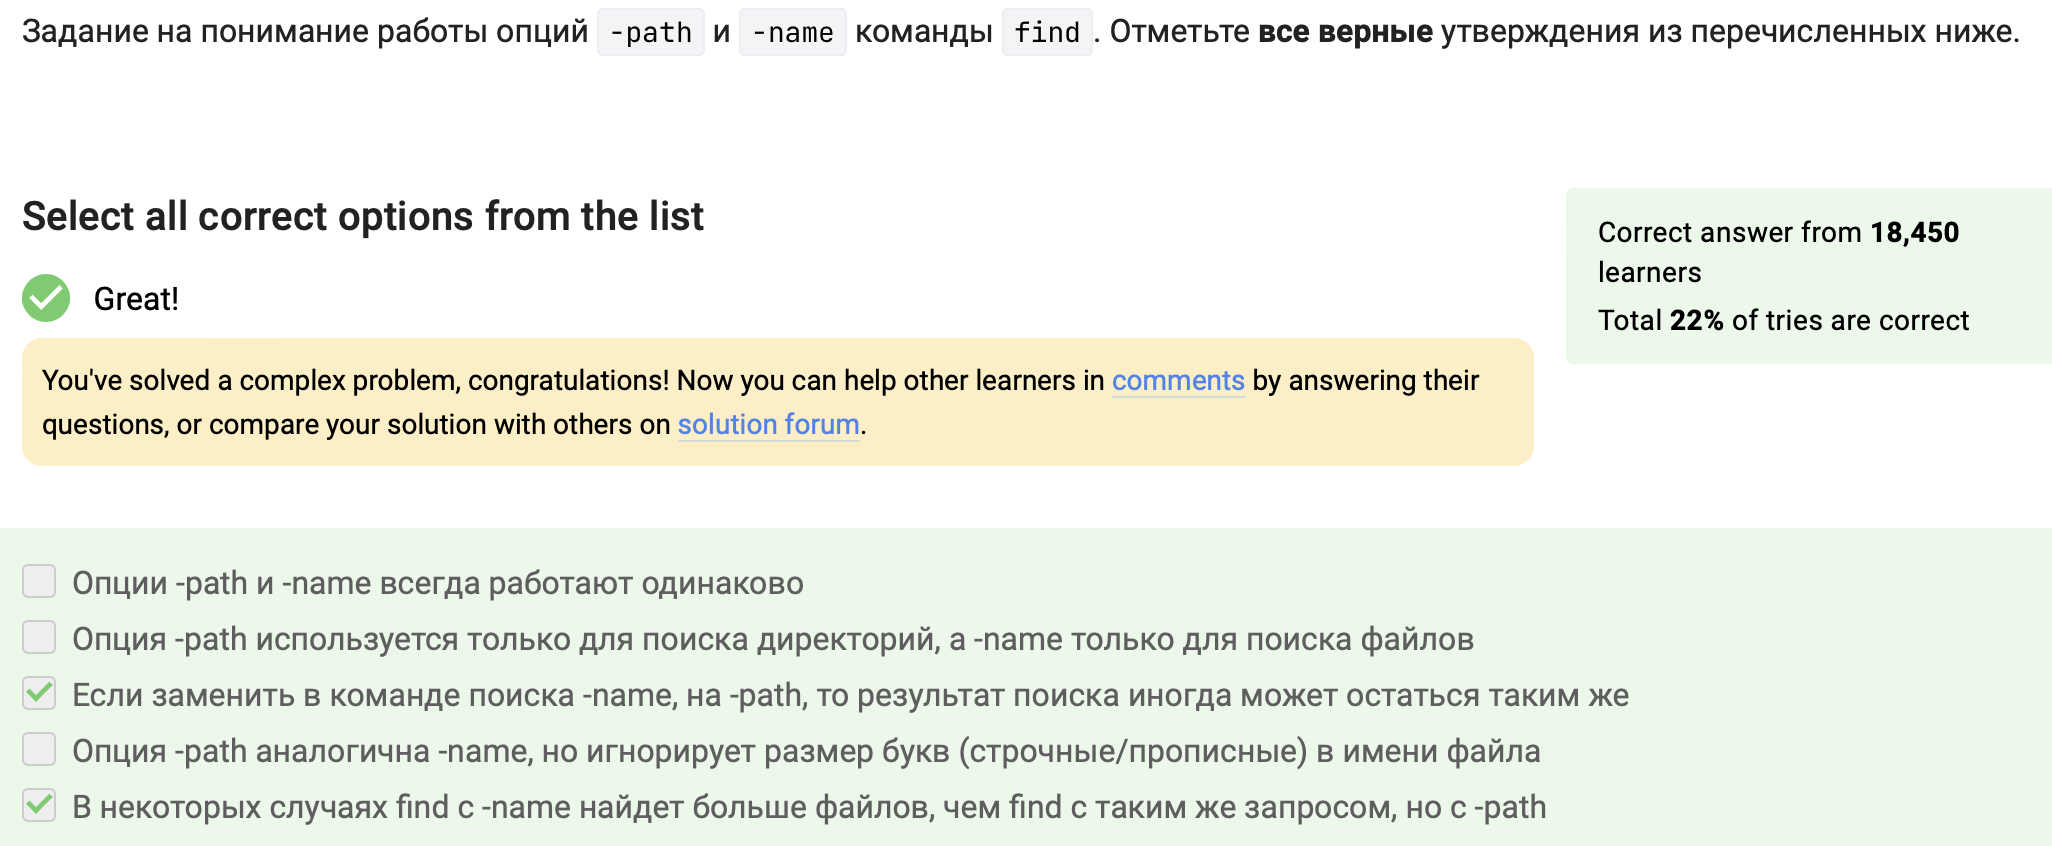 Задание на понимание работы опций -path и -name команды find. Отметьте все верные утверждения из перечисленных ниже.
Select all correct options from the list
Great!
You've solved a complex problem, congratulations! Now you can help other learners in comments by answering their
questions, or compare your solution with others on solution forum.
Correct answer from 18,450
learners
Total 22% of tries are correct
Опции -path и -name всегда работают одинаково
Опция -path используется только для поиска директорий, а -name только для поиска файлов
Если заменить в команде поиска -name, на -path, то результат поиска иногда может остаться таким же
Опция -path аналогична -name, но игнорирует размер букв (строчные/прописные) в имени файла
В некоторых случаях find с -name найдет больше файлов, чем find с таким же запросом, но с -path